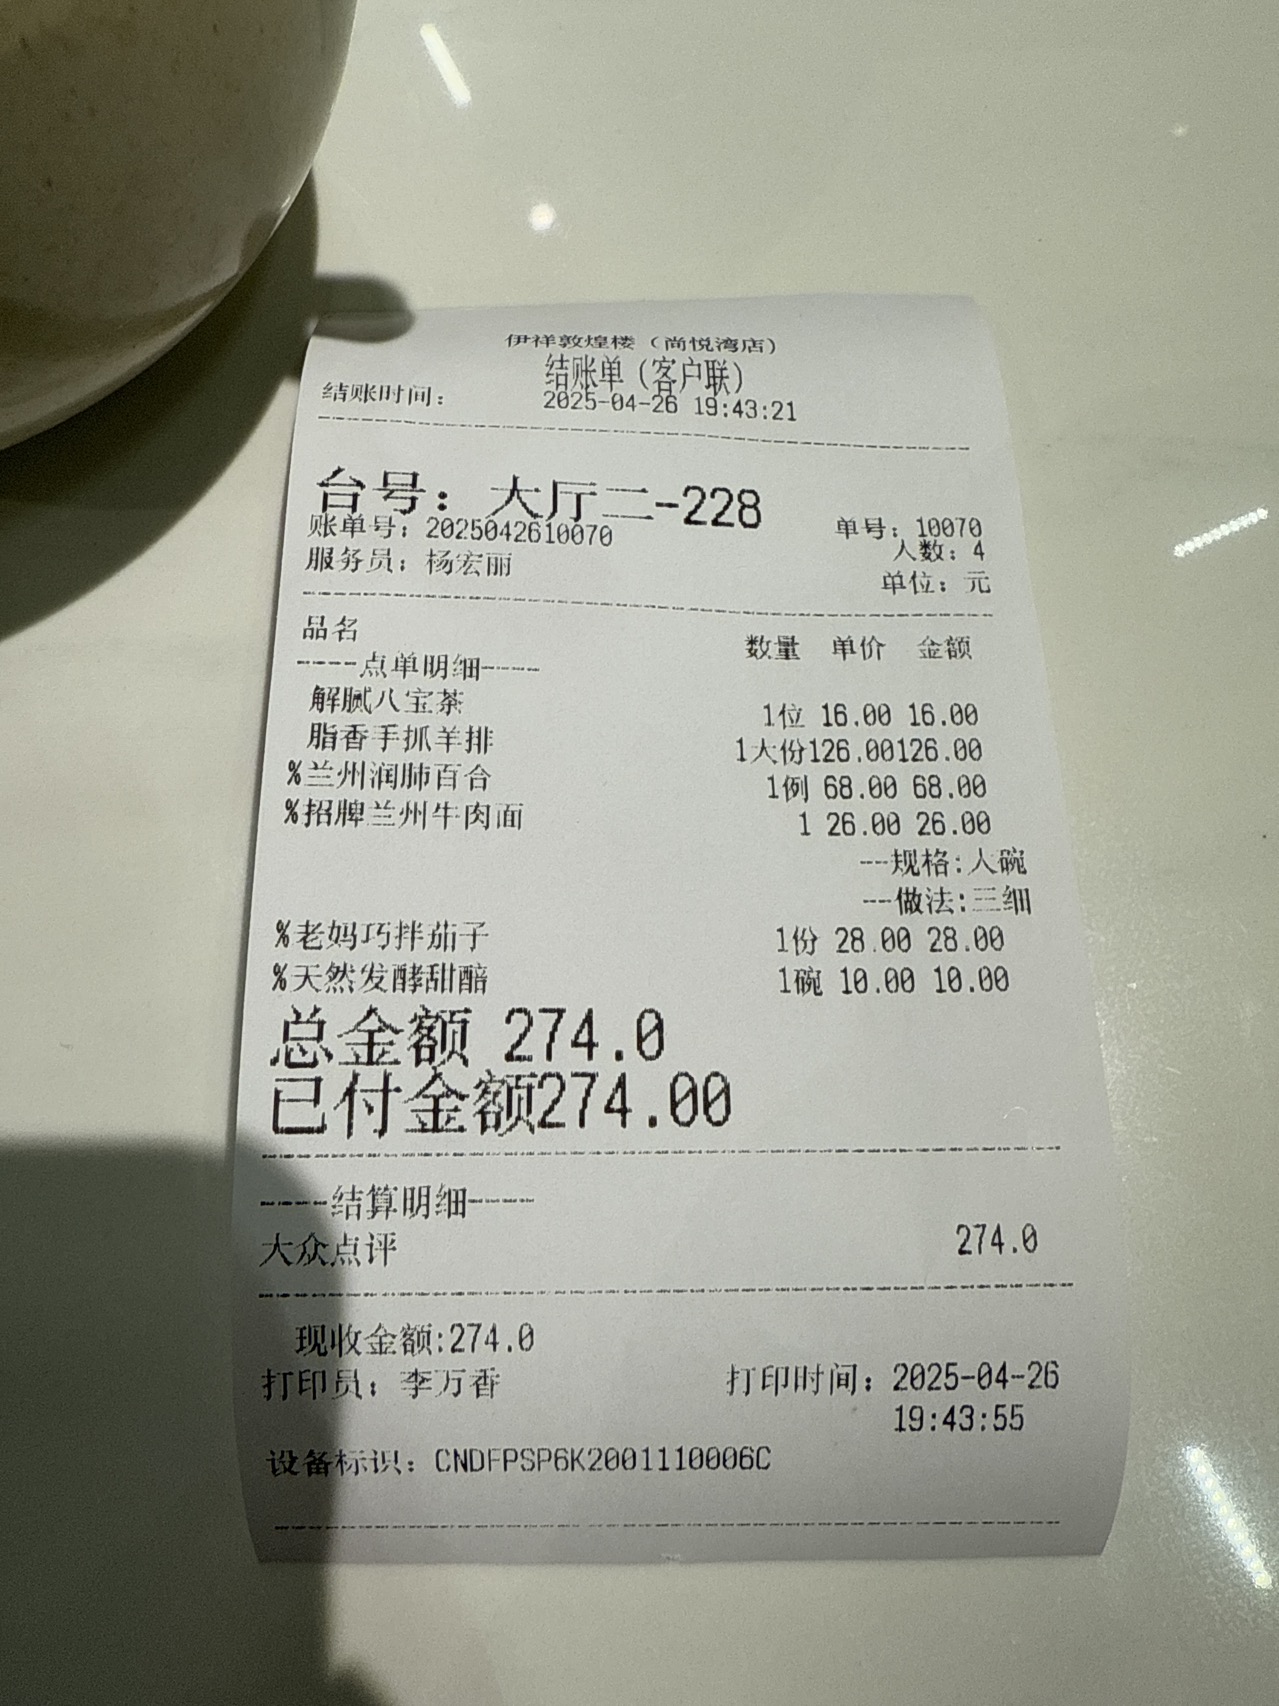 伊祥敦煌楼（尚悦湾店）
结账单（客户联）
结账时间： 2025-04-26 19:43:21
台号：大厅二-228
账单号：202504261​0070 单号：10070
人数：4
服务员：杨宏丽 单位：元
品名 数量 单价 金额
----点单明细----
解腻八宝茶 1位 16.00 16.00
脂香手抓羊排 1大份126.00126.00
%兰州润肺百合 1例 68.00 68.00
%招牌兰州牛肉面 1 26.00 26.00
--规格:人碗
--做法:三细
%老妈巧拌茄子 1份 28.00 28.00
%天然发酵甜醅 1碗 10.00 10.00
总金额 274.0
已付金额274.00
----结算明细----
大众点评 274.0
现收金额:274.0
打印员：李万香 打印时间：2025-04-26
19:43:55
设备标识：CNDFPSP6K2001110006C